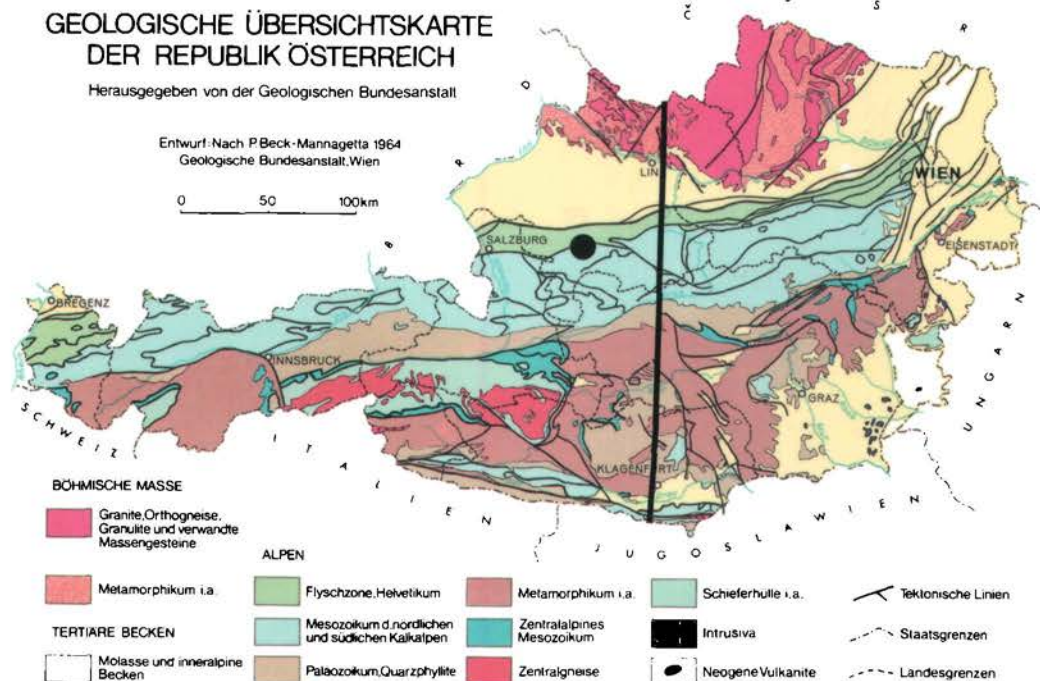 GEOLOGISCHE ÜBERSICHTSKARTE
DER REPUBLIK ÖSTERREICH
Herausgegeben von der Geologischen Bundesanstalt
Entwurf: Nach P. Beck-Mannagetta 1964
Geologische Bundesanstalt, Wien
0 50 100km
Č S S R
B R D
LIN
WIEN
SALZBURG
EISENSTADT
BREGENZ
INNSBRUCK
GRAZ
KLAGENFURT
SCHWEIZ
ITALIEN
JUGOSLAWIEN
UNGARN
BÖHMISCHE MASSE
Granite, Orthogneise,
Granulite und verwandte
Massengesteine
Metamorphikum i.a.
TERTIÄRE BECKEN
Molasse und inneralpine
Becken
ALPEN
Flyschzone, Helvetikum
Mesozoikum d. nördlichen
und südlichen Kalkalpen
Paläozoikum, Quarzphyllite
Metamorphikum i.a.
Zentralalpines
Mesozoikum
Zentralgneise
Schieferhülle i.a.
Intrusiva
Neogene Vulkanite
Tektonische Linien
Staatsgrenzen
Landesgrenzen